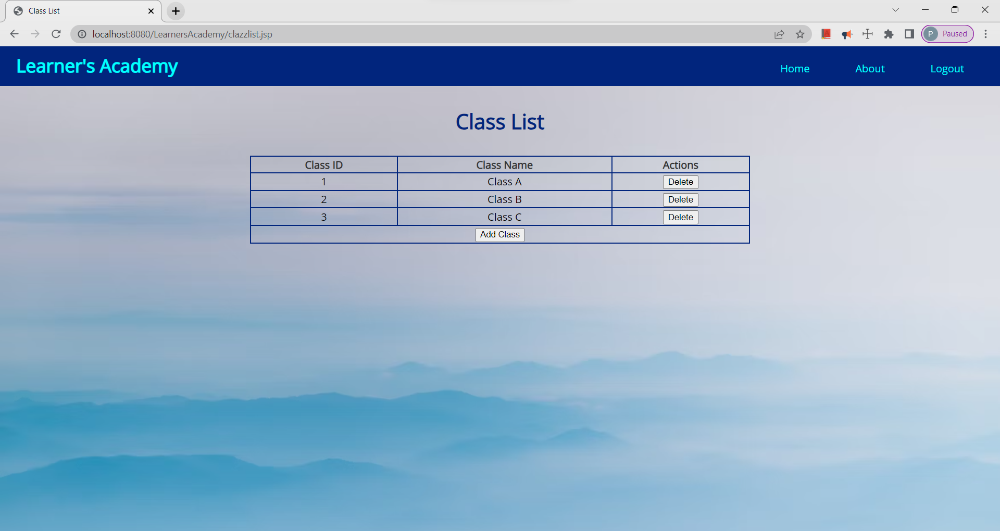 Class List
localhost:8080/LearnersAcademy/clazzlist.jsp
P Paused
Learner's Academy Home About Logout
Class List
Class ID Class Name Actions
1 Class A Delete
2 Class B Delete
3 Class C Delete
Add Class